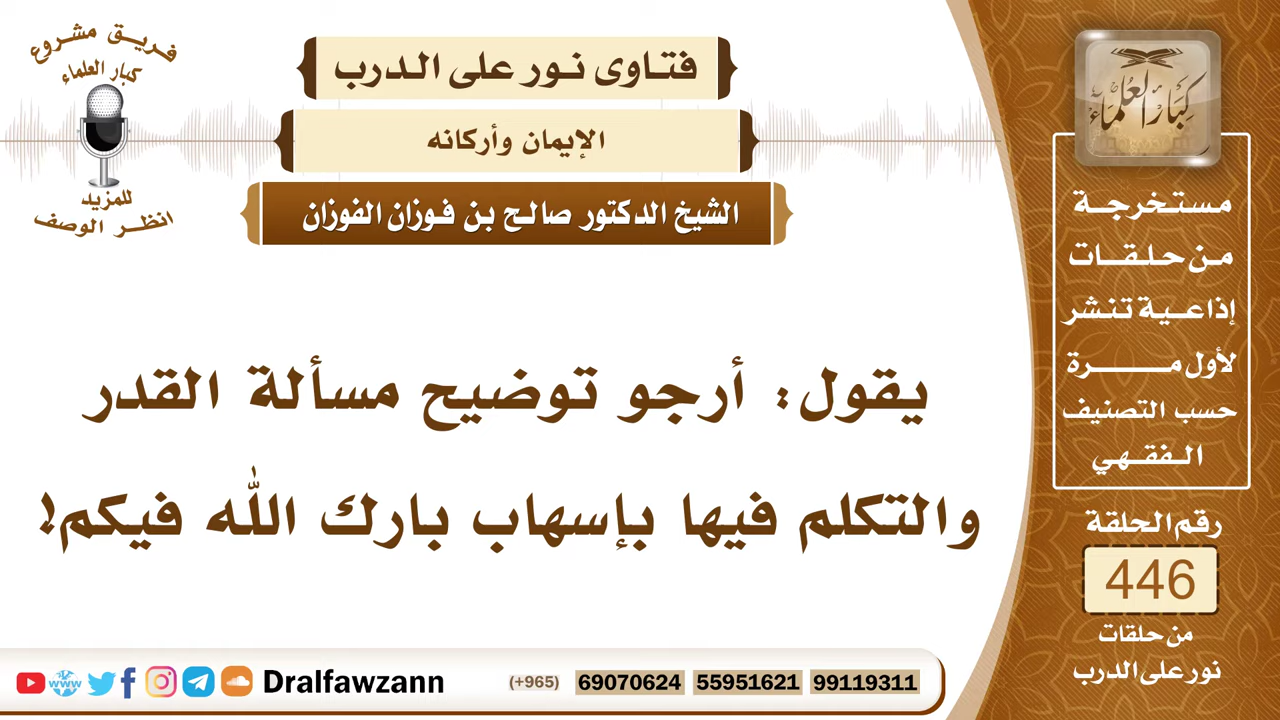 فريق مشروع
كبار العلماء
للمزيد
انظر الوصف
فتاوى نور على الدرب
الإيمان وأركانه
الشيخ الدكتور صالح بن فوزان الفوزان
يقول: أرجو توضيح مسألة القدر
والتكلم فيها بإسهاب بارك الله فيكم!
كبار العلماء
مستخرجة
من حلقات
إذاعية تنشر
لأول مرة
حسب التصنيف
الفقهي
رقم الحلقة
446
من حلقات
نور على الدرب
www Dralfawzann (+965) 69070624 55951621 99119311